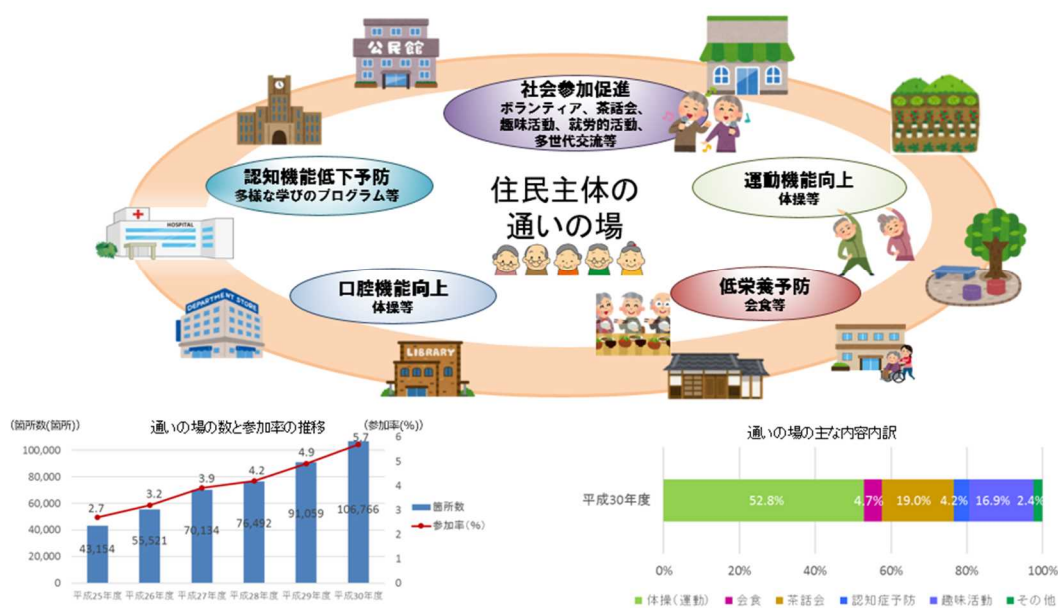 公民館
社会参加促進
ボランティア、茶話会、
趣味活動、就労的活動、
多世代交流等
認知機能低下予防
多様な学びのプログラム等
住民主体の
通いの場
運動機能向上
体操等
HOSPITAL
口腔機能向上
体操等
低栄養予防
会食等
DEPARTMENT STORE
LIBRARY
(箇所数(箇所))
通いの場の数と参加率の推移
(参加率(%))
100,000
80,000
60,000
40,000
20,000
0
6
5
4
3
2
1
0
2.7
3.2
3.9
4.2
4.9
5.7
43,154
55,521
70,134
76,492
91,059
106,766
平成25年度
平成26年度
平成27年度
平成28年度
平成29年度
平成30年度
箇所数
参加率(%)
通いの場の主な内容内訳
平成30年度
52.8%
4.7%
19.0%
4.2%
16.9%
2.4%
0%
20%
40%
60%
80%
100%
体操(運動)
会食
茶話会
認知症予防
趣味活動
その他